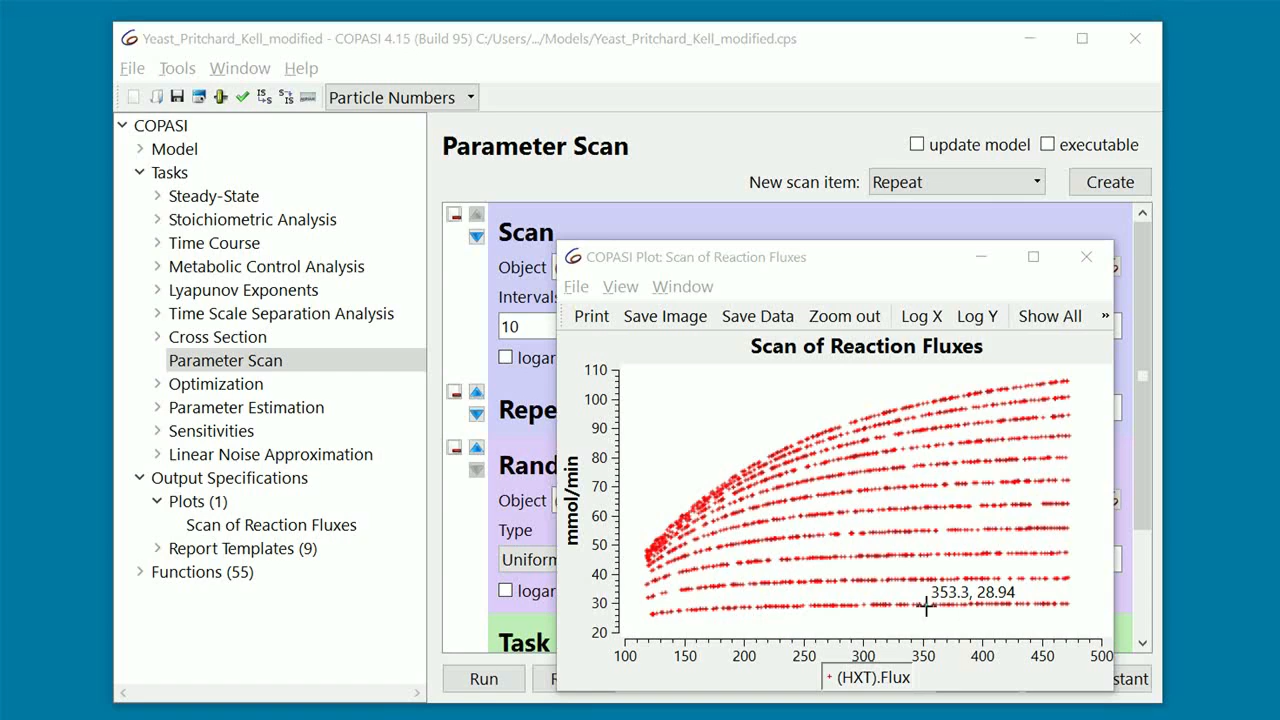 Yeast_Pritchard_Kell_modified - COPASI 4.15 (Build 95) C:/Users/.../Models/Yeast_Pritchard_Kell_modified.cps
File Tools Window Help
Particle Numbers
COPASI
Model
Tasks
Steady-State
Stoichiometric Analysis
Time Course
Metabolic Control Analysis
Lyapunov Exponents
Time Scale Separation Analysis
Cross Section
Parameter Scan
Optimization
Parameter Estimation
Sensitivities
Linear Noise Approximation
Output Specifications
Plots (1)
Scan of Reaction Fluxes
Report Templates (9)
Functions (55)
Parameter Scan
update model
executable
New scan item:
Repeat
Create
Scan
Object
Intervals
10
logar
Repe
Rand
Object
Type
Uniform
logar
Task
Run
stant
COPASI Plot: Scan of Reaction Fluxes
File View Window
Print Save Image Save Data Zoom out Log X Log Y Show All »
Scan of Reaction Fluxes
110
100
90
80
70
60
50
40
30
20
mmol/min
353.3, 28.94
100 150 200 250 300 350 400 450 500
(HXT).Flux